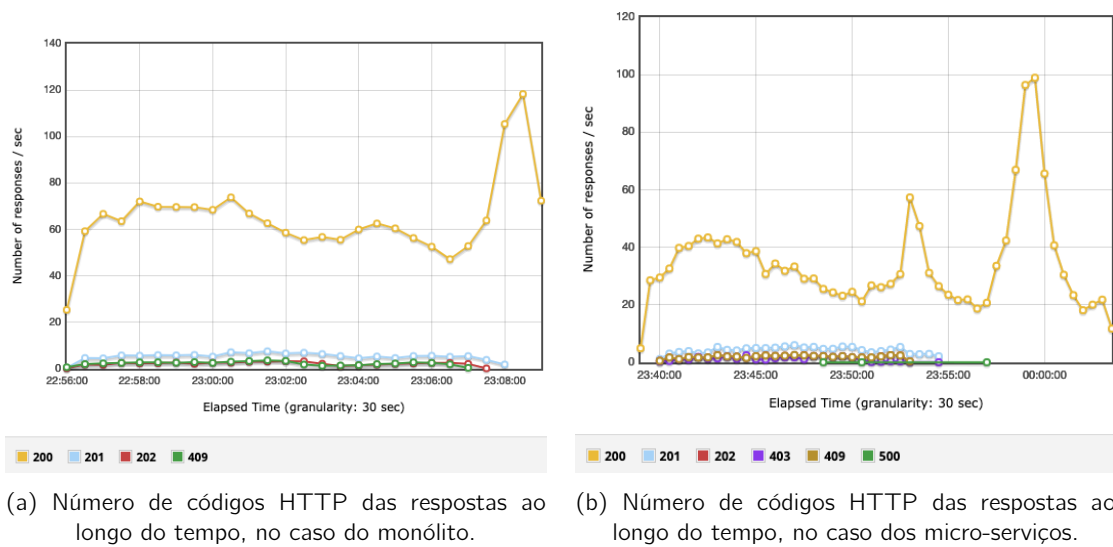 140
120
100
80
60
40
20
0
Number of responses / sec
22:56:00 22:58:00 23:00:00 23:02:00 23:04:00 23:06:00 23:08:00
Elapsed Time (granularity: 30 sec)
200 201 202 409
(a) Número de códigos HTTP das respostas ao
longo do tempo, no caso do monólito.
120
100
80
60
40
20
0
Number of responses / sec
23:40:00 23:45:00 23:50:00 23:55:00 00:00:00
Elapsed Time (granularity: 30 sec)
200 201 202 403 409 500
(b) Número de códigos HTTP das respostas ao
longo do tempo, no caso dos micro-serviços.